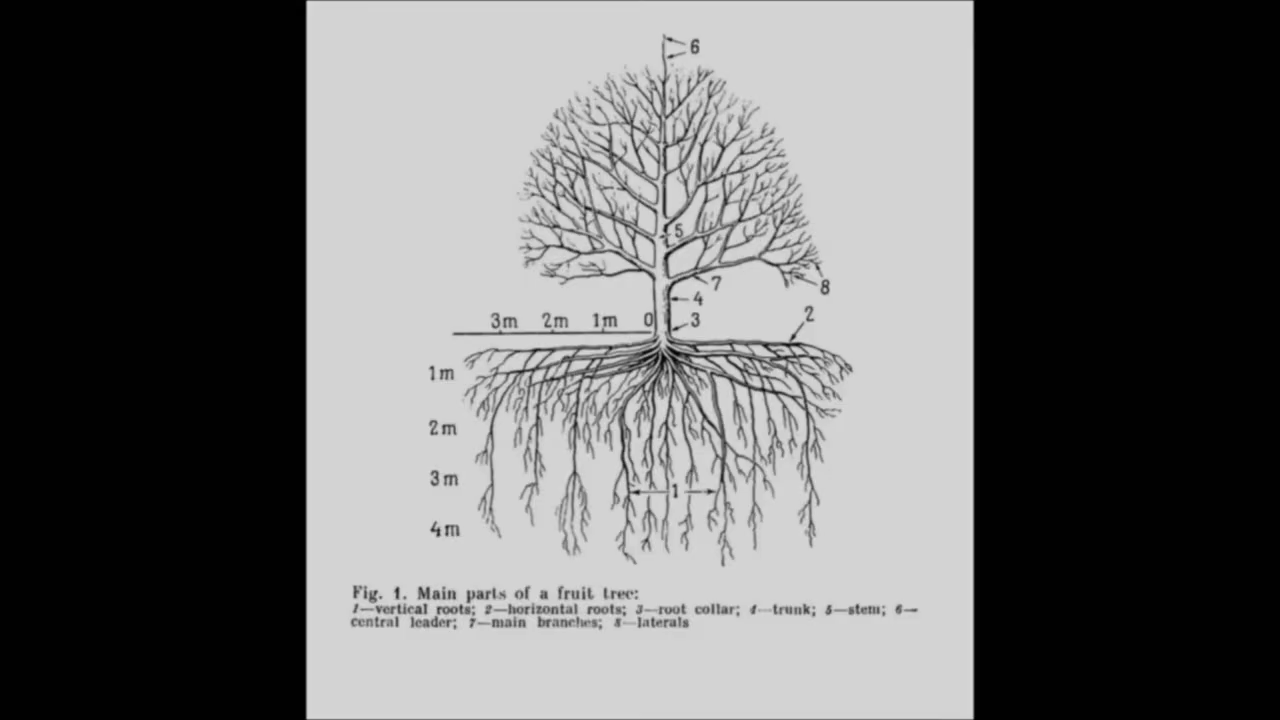 6
5
7
8
4
3m 2m 1m 0 3
2
1m
2m
3m
1
4m
Fig. 1. Main parts of a fruit tree:
1—vertical roots; 2—horizontal roots; 3—root collar; 4—trunk; 5—stem; 6—
central leader; 7—main branches; 8—laterals